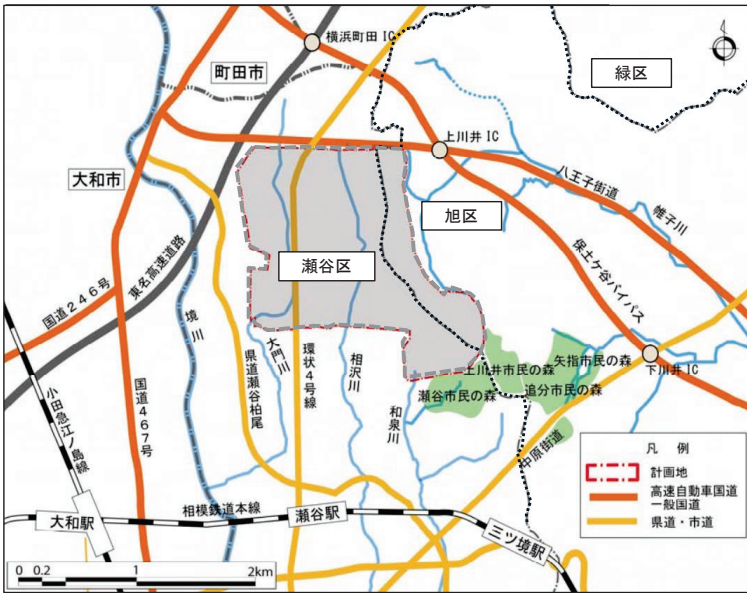 横浜町田IC
町田市
緑区
上川井IC
大和市
八王子街道
帷子川
旭区
東名高速道路
瀬谷区
保土ケ谷バイパス
国道246号
境川
大門川
県道瀬谷柏尾
環状4号線
相沢川
和泉川
上川井市民の森
矢指市民の森
瀬谷市民の森
追分市民の森
下川井IC
国道467号
小田急江ノ島線
中原街道
凡 例
計画地
高速自動車国道
一般国道
県道・市道
大和駅
相模鉄道本線
瀬谷駅
三ツ境駅
0 0.2 1 2km